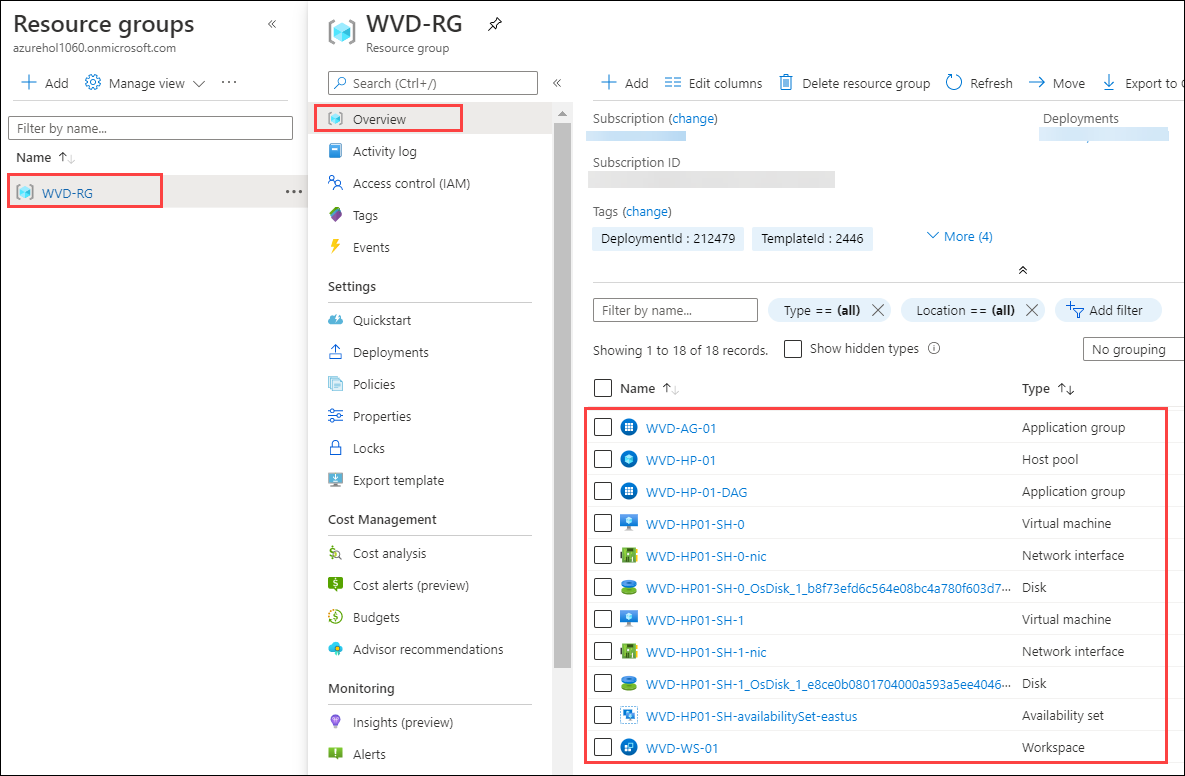 Resource groups
azurehol1060.onmicrosoft.com
Add
Manage view
Filter by name...
Name
WVD-RG
WVD-RG
Resource group
Search (Ctrl+/)
Overview
Activity log
Access control (IAM)
Tags
Events
Settings
Quickstart
Deployments
Policies
Properties
Locks
Export template
Cost Management
Cost analysis
Cost alerts (preview)
Budgets
Advisor recommendations
Monitoring
Insights (preview)
Alerts
Add Edit columns Delete resource group Refresh Move Export to
Subscription (change) Deployments
Subscription ID
Tags (change)
DeploymentId : 212479 TemplateId : 2446 More (4)
Filter by name... Type == (all) Location == (all) Add filter
Showing 1 to 18 of 18 records. Show hidden types No grouping
Name Type
WVD-AG-01 Application group
WVD-HP-01 Host pool
WVD-HP-01-DAG Application group
WVD-HP01-SH-0 Virtual machine
WVD-HP01-SH-0-nic Network interface
WVD-HP01-SH-0_OsDisk_1_b8f73efd6c564e08bc4a780f603d7... Disk
WVD-HP01-SH-1 Virtual machine
WVD-HP01-SH-1-nic Network interface
WVD-HP01-SH-1_OsDisk_1_e8ce0b0801704000a593a5ee4046... Disk
WVD-HP01-SH-availabilitySet-eastus Availability set
WVD-WS-01 Workspace